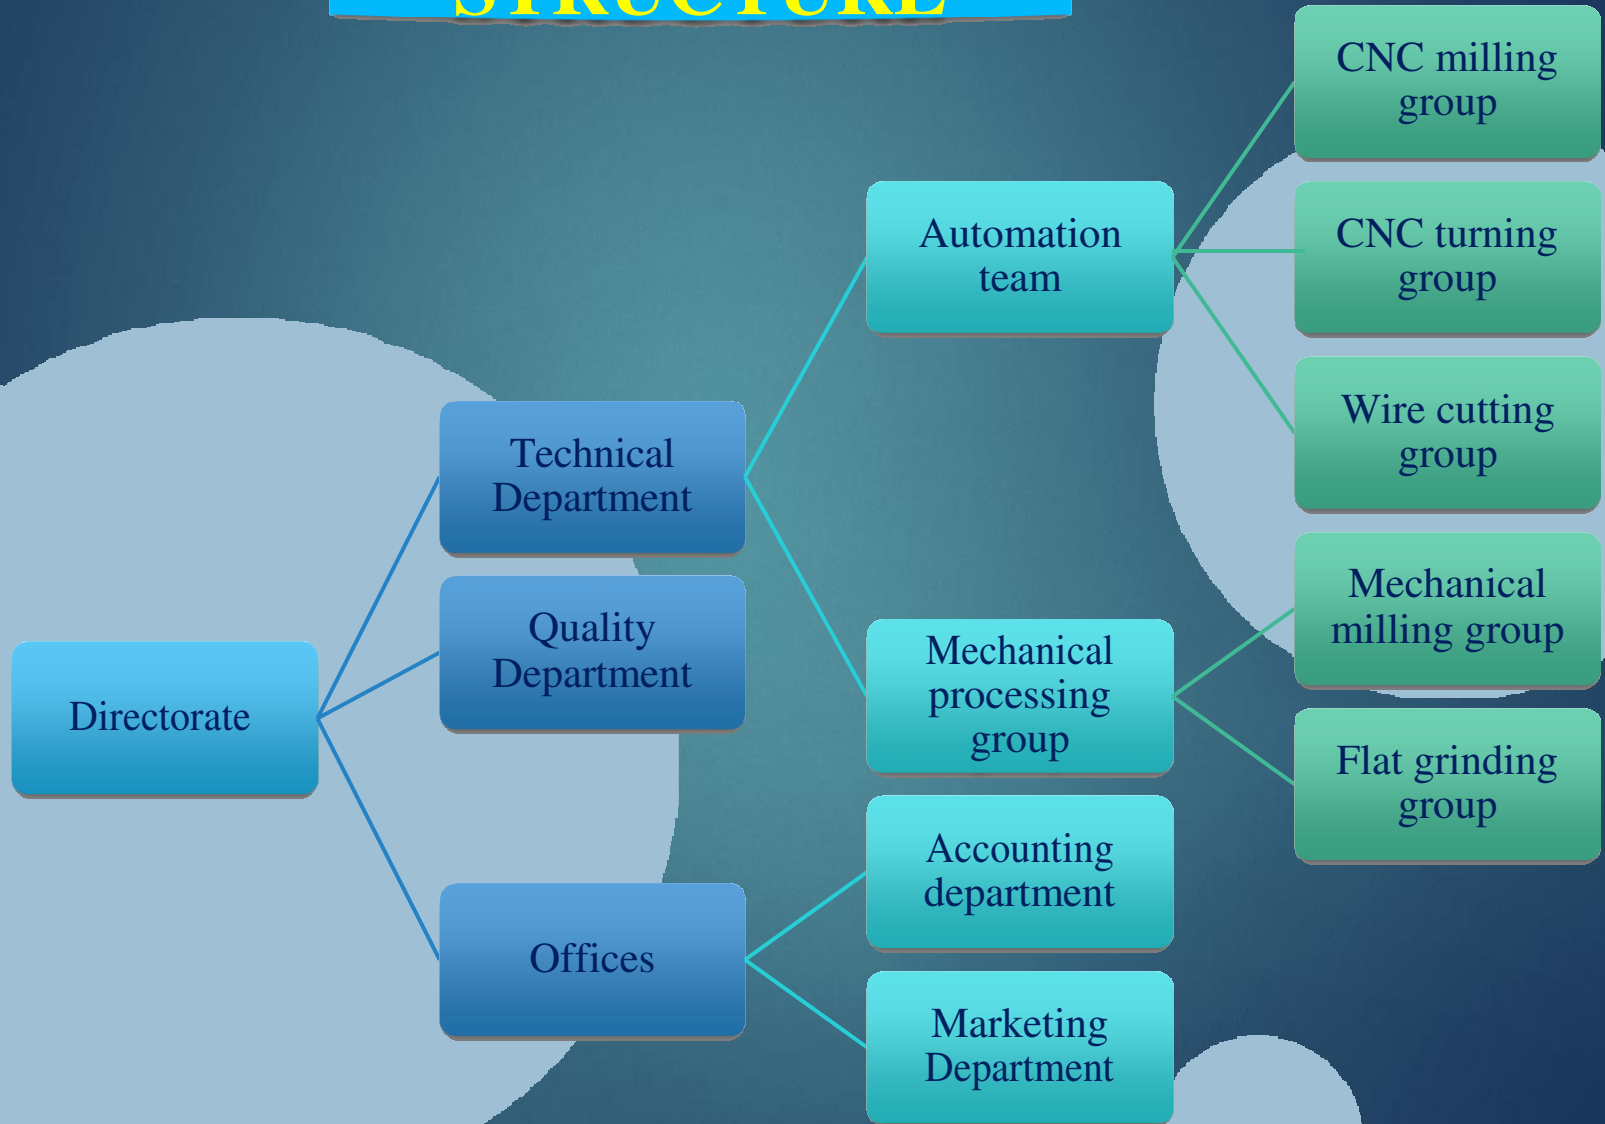 STRUCTURE
CNC milling
group
Automation
team
CNC turning
group
Wire cutting
group
Technical
Department
Quality
Department
Directorate
Mechanical
processing
group
Mechanical
milling group
Flat grinding
group
Accounting
department
Offices
Marketing
Department